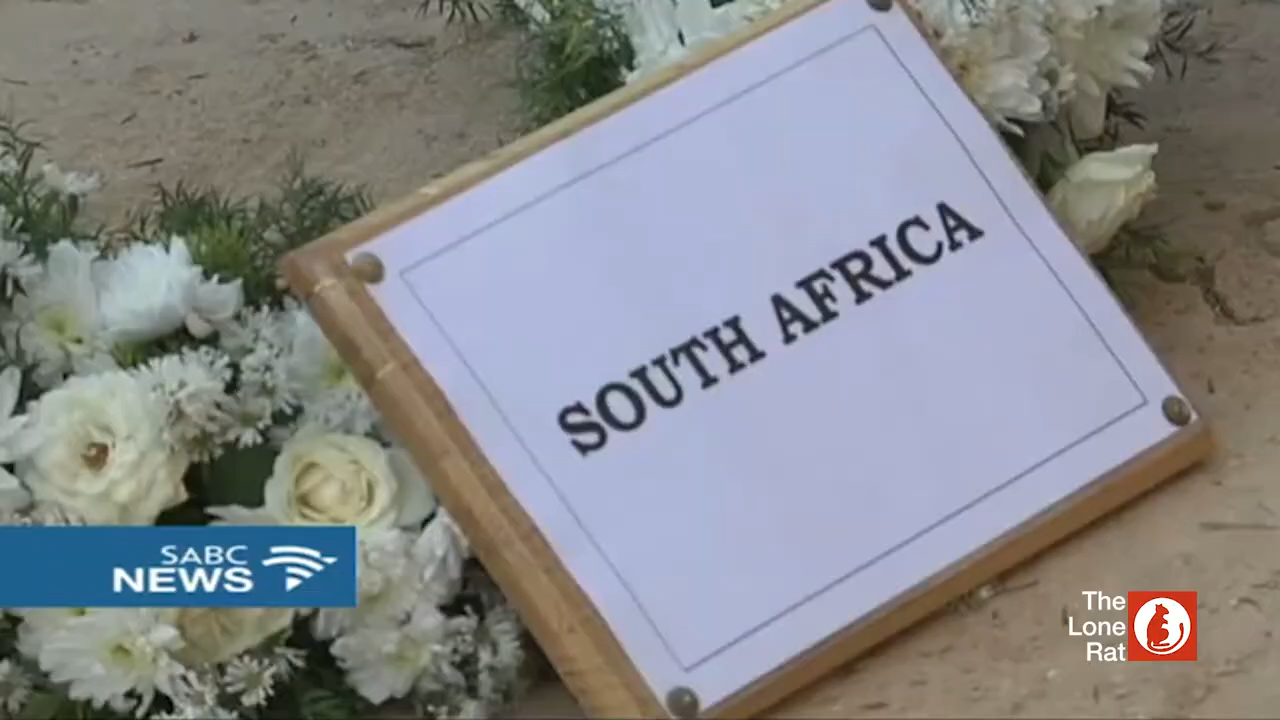 SOUTH AFRICA
SABC
NEWS
The
Lone
Rat